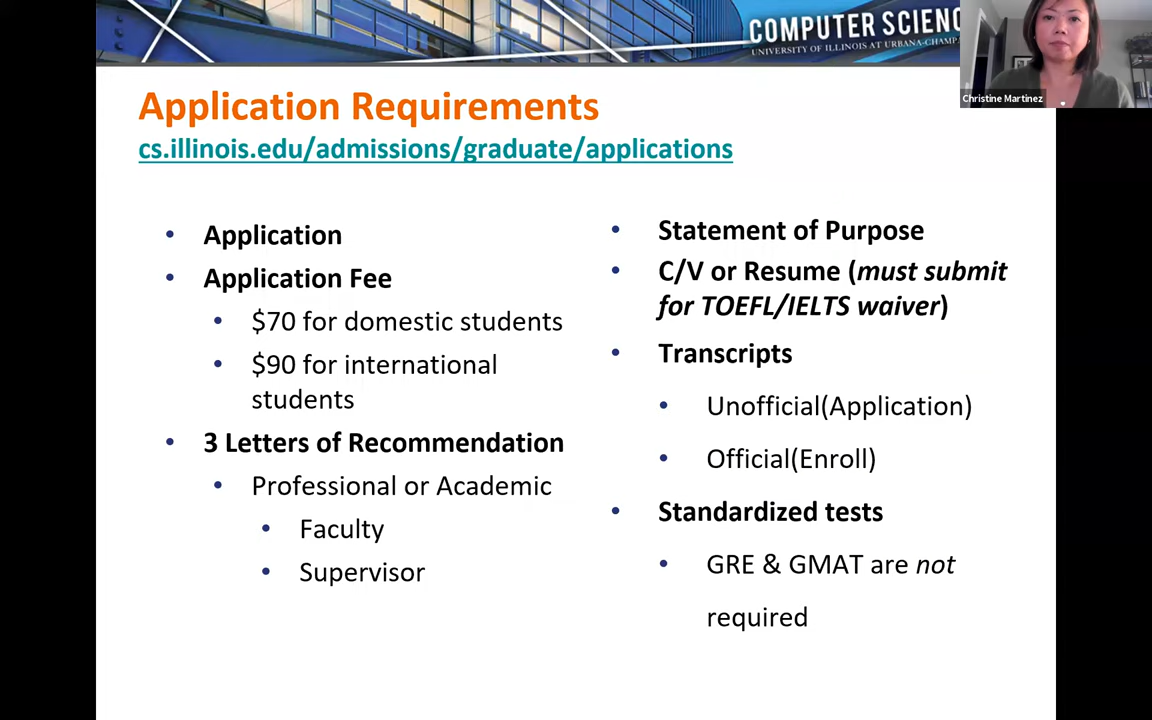 COMPUTER SCIENC
UNIVERSITY OF ILLINOIS AT URBANA-CHAMPA
Christine Martinez
Application Requirements
cs.illinois.edu/admissions/graduate/applications
• Application
• Application Fee
• $70 for domestic students
• $90 for international
students
• 3 Letters of Recommendation
• Professional or Academic
• Faculty
• Supervisor
• Statement of Purpose
• C/V or Resume (must submit
for TOEFL/IELTS waiver)
• Transcripts
• Unofficial(Application)
• Official(Enroll)
• Standardized tests
• GRE & GMAT are not
required